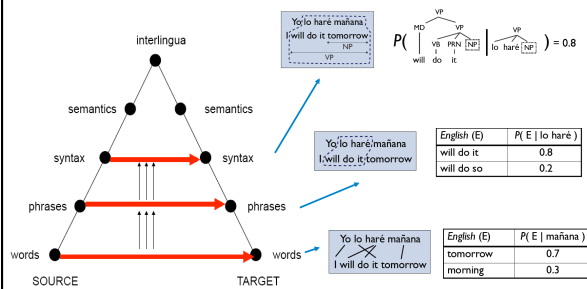 interlingua
semantics
semantics
syntax
syntax
phrases
phrases
words
words
SOURCE
TARGET
Yo lo haré mañana
I will do it tomorrow
NP
VP
P(
VP
MD
VP
VB PRN NP
will do it
VP
lo haré NP
) = 0.8
Yo lo haré mañana
I will do it tomorrow
English (E) P( E | lo haré )
will do it 0.8
will do so 0.2
Yo lo haré mañana
I will do it tomorrow
English (E) P( E | mañana )
tomorrow 0.7
morning 0.3